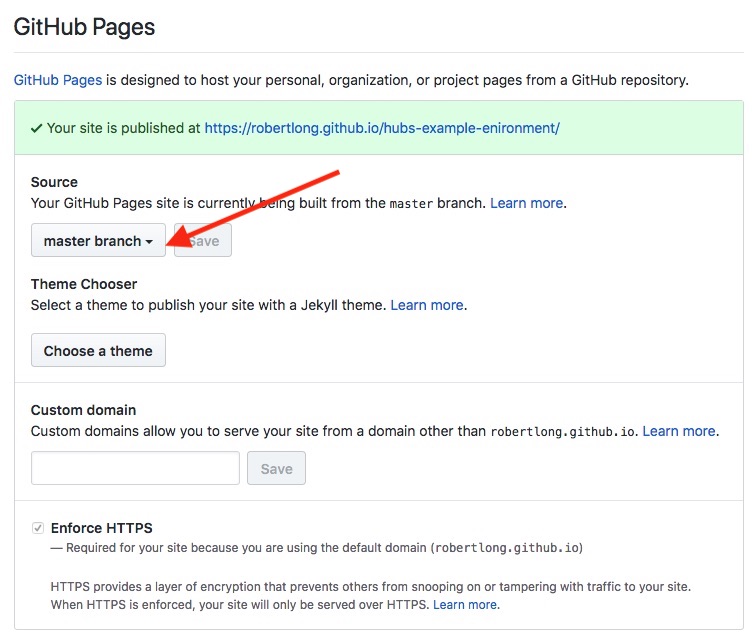 GitHub Pages
GitHub Pages is designed to host your personal, organization, or project pages from a GitHub repository.
Your site is published at https://robertlong.github.io/hubs-example-enironment/
Source
Your GitHub Pages site is currently being built from the master branch. Learn more.
master branch Save
Theme Chooser
Select a theme to publish your site with a Jekyll theme. Learn more.
Choose a theme
Custom domain
Custom domains allow you to serve your site from a domain other than robertlong.github.io. Learn more.
Save
Enforce HTTPS
— Required for your site because you are using the default domain (robertlong.github.io)
HTTPS provides a layer of encryption that prevents others from snooping on or tampering with traffic to your site.
When HTTPS is enforced, your site will only be served over HTTPS. Learn more.